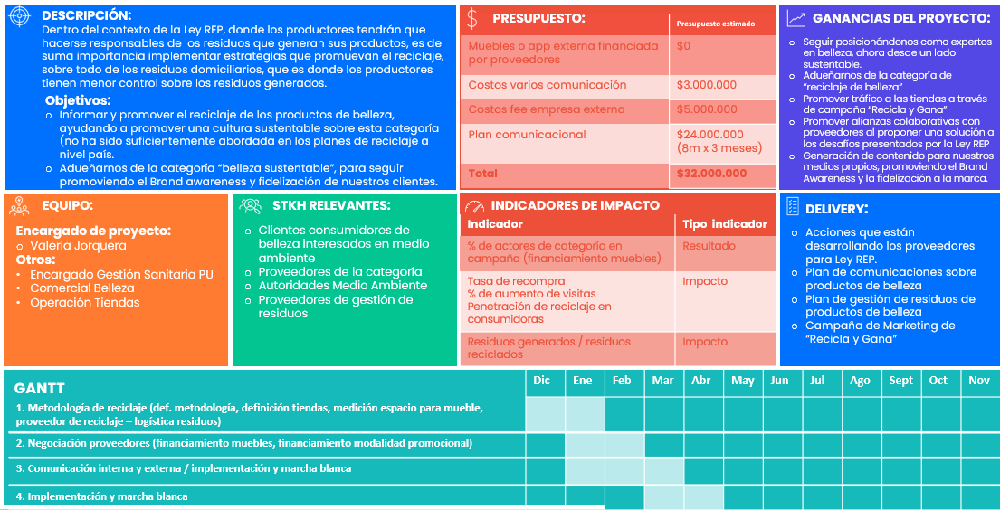 DESCRIPCIÓN:
Dentro del contexto de la Ley REP, donde los productores tendrán que
hacerse responsables de los residuos que generan sus productos, es de
suma importancia implementar estrategias que promuevan el reciclaje,
sobre todo de los residuos domiciliarios, que es donde los productores
tienen menor control sobre los residuos generados.
Objetivos:
o Informar y promover el reciclaje de los productos de belleza,
ayudando a promover una cultura sustentable sobre esta categoría
(no ha sido suficientemente abordada en los planes de reciclaje a
nivel país.
o Adueñarnos de la categoría “belleza sustentable”, para seguir
promoviendo el Brand awareness y fidelización de nuestros clientes.
PRESUPUESTO:
Presupuesto estimado
Muebles o app externa financiada $0
por proveedores
Costos varios comunicación $3.000.000
Costos fee empresa externa $5.000.000
Plan comunicacional $24.000.000
(8m x 3 meses)
Total $32.000.000
GANANCIAS DEL PROYECTO:
o Seguir posicionándonos como expertos
en belleza, ahora desde un lado
sustentable.
o Adueñarnos de la categoría de
“reciclaje de belleza”
o Promover tráfico a las tiendas a través
de campaña “Recicla y Gana”
o Promover alianzas colaborativas con
proveedores al proponer una solución a
los desafíos presentados por la Ley REP
o Generación de contenido para nuestros
medios propios, promoviendo el Brand
Awareness y la fidelización a la marca.
EQUIPO:
Encargado de proyecto:
o Valeria Jorquera
Otros:
• Encargado Gestión Sanitaria PU
• Comercial Belleza
• Operación Tiendas
STKH RELEVANTES:
o Clientes consumidores de
belleza interesados en medio
ambiente
o Proveedores de la categoría
o Autoridades Medio Ambiente
o Proveedores de gestión de
residuos
INDICADORES DE IMPACTO
Indicador Tipo indicador
% de actores de categoría en Resultado
campaña (financiamiento muebles)
Tasa de recompra Impacto
% de aumento de visitas
Penetración de reciclaje en
consumidoras
Residuos generados / residuos Impacto
reciclados
DELIVERY:
o Acciones que están
desarrollando los proveedores
para Ley REP.
o Plan de comunicaciones sobre
productos de belleza
o Plan de gestión de residuos de
productos de belleza
o Campaña de Marketing de
“Recicla y Gana”
GANTT Dic Ene Feb Mar Abr May Jun Jul Ago Sept Oct Nov
1. Metodología de reciclaje (def. metodología, definición tiendas, medición espacio para mueble,
proveedor de reciclaje – logística residuos)
2. Negociación proveedores (financiamiento muebles, financiamiento modalidad promocional)
3. Comunicación interna y externa / implementación y marcha blanca
4. Implementación y marcha blanca